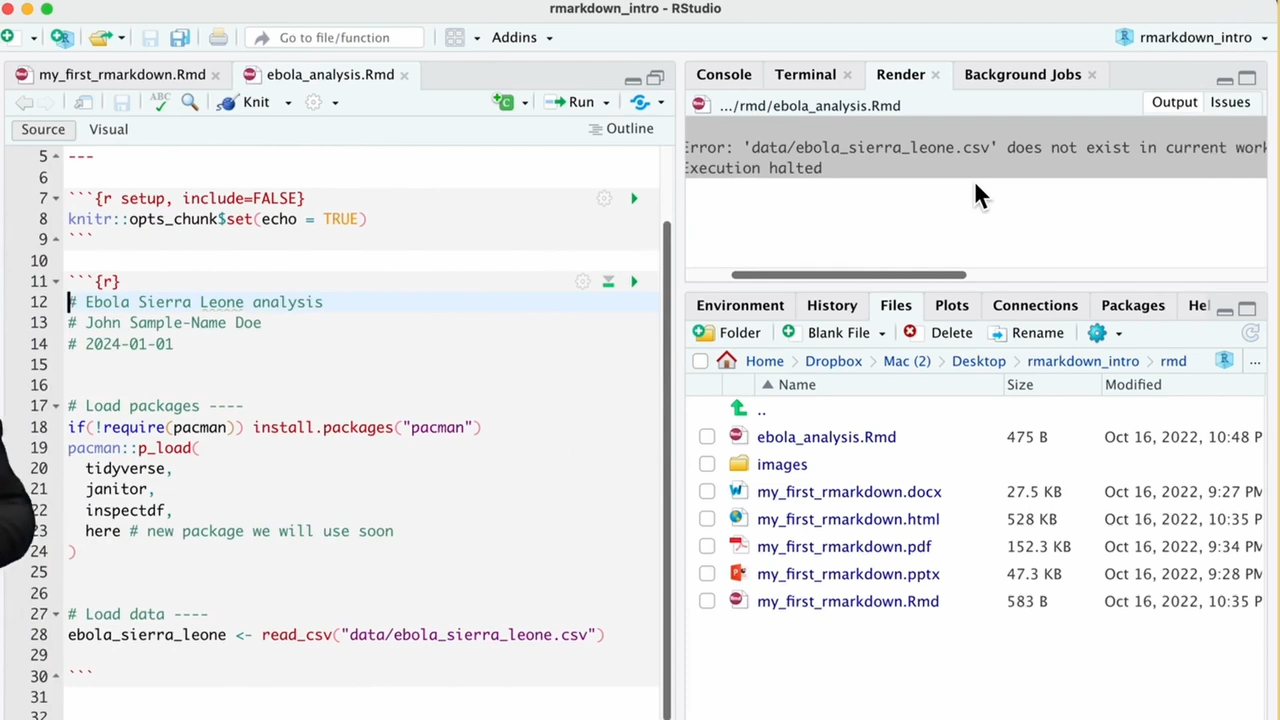 rmarkdown_intro - RStudio
Go to file/function
Addins
rmarkdown_intro
my_first_rmarkdown.Rmd
ebola_analysis.Rmd
ABC
Knit
Run
Source
Visual
Outline
5 ---
6
7 ```{r setup, include=FALSE}
8 knitr::opts_chunk$set(echo = TRUE)
9 ```
10
11 ```{r}
12 # Ebola Sierra Leone analysis
13 # John Sample-Name Doe
14 # 2024-01-01
15
16
17 # Load packages ----
18 if(!require(pacman)) install.packages("pacman")
19 pacman::p_load(
20 tidyverse,
21 janitor,
22 inspectdf,
23 here # new package we will use soon
24 )
25
26
27 # Load data ----
28 ebola_sierra_leone <- read_csv("data/ebola_sierra_leone.csv")
29
30 ```
31
32
Console
Terminal
Render
Background Jobs
.../rmd/ebola_analysis.Rmd
Output
Issues
Error: 'data/ebola_sierra_leone.csv' does not exist in current work
Execution halted
Environment
History
Files
Plots
Connections
Packages
Hel
Folder
Blank File
Delete
Rename
Home > Dropbox > Mac (2) > Desktop > rmarkdown_intro > rmd
...
Name Size Modified
..
ebola_analysis.Rmd 475 B Oct 16, 2022, 10:48 P
images
my_first_rmarkdown.docx 27.5 KB Oct 16, 2022, 9:27 PM
my_first_rmarkdown.html 528 KB Oct 16, 2022, 10:35 P
my_first_rmarkdown.pdf 152.3 KB Oct 16, 2022, 9:34 PM
my_first_rmarkdown.pptx 47.3 KB Oct 16, 2022, 9:28 PM
my_first_rmarkdown.Rmd 583 B Oct 16, 2022, 10:35 P